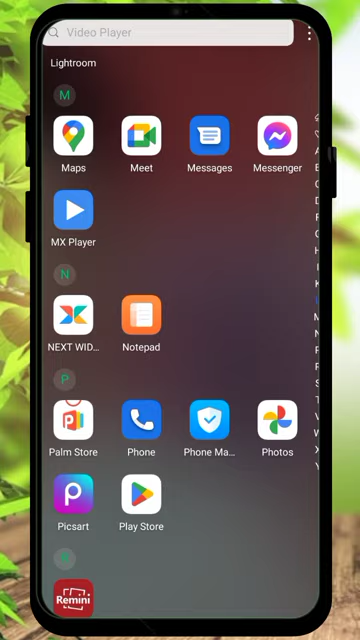 Video Player
Lightroom
M
Maps
Meet
Messages
Messenger
MX Player
N
NEXT WID...
Notepad
P
Palm Store
Phone
Phone Ma...
Photos
Picsart
Play Store
Remini